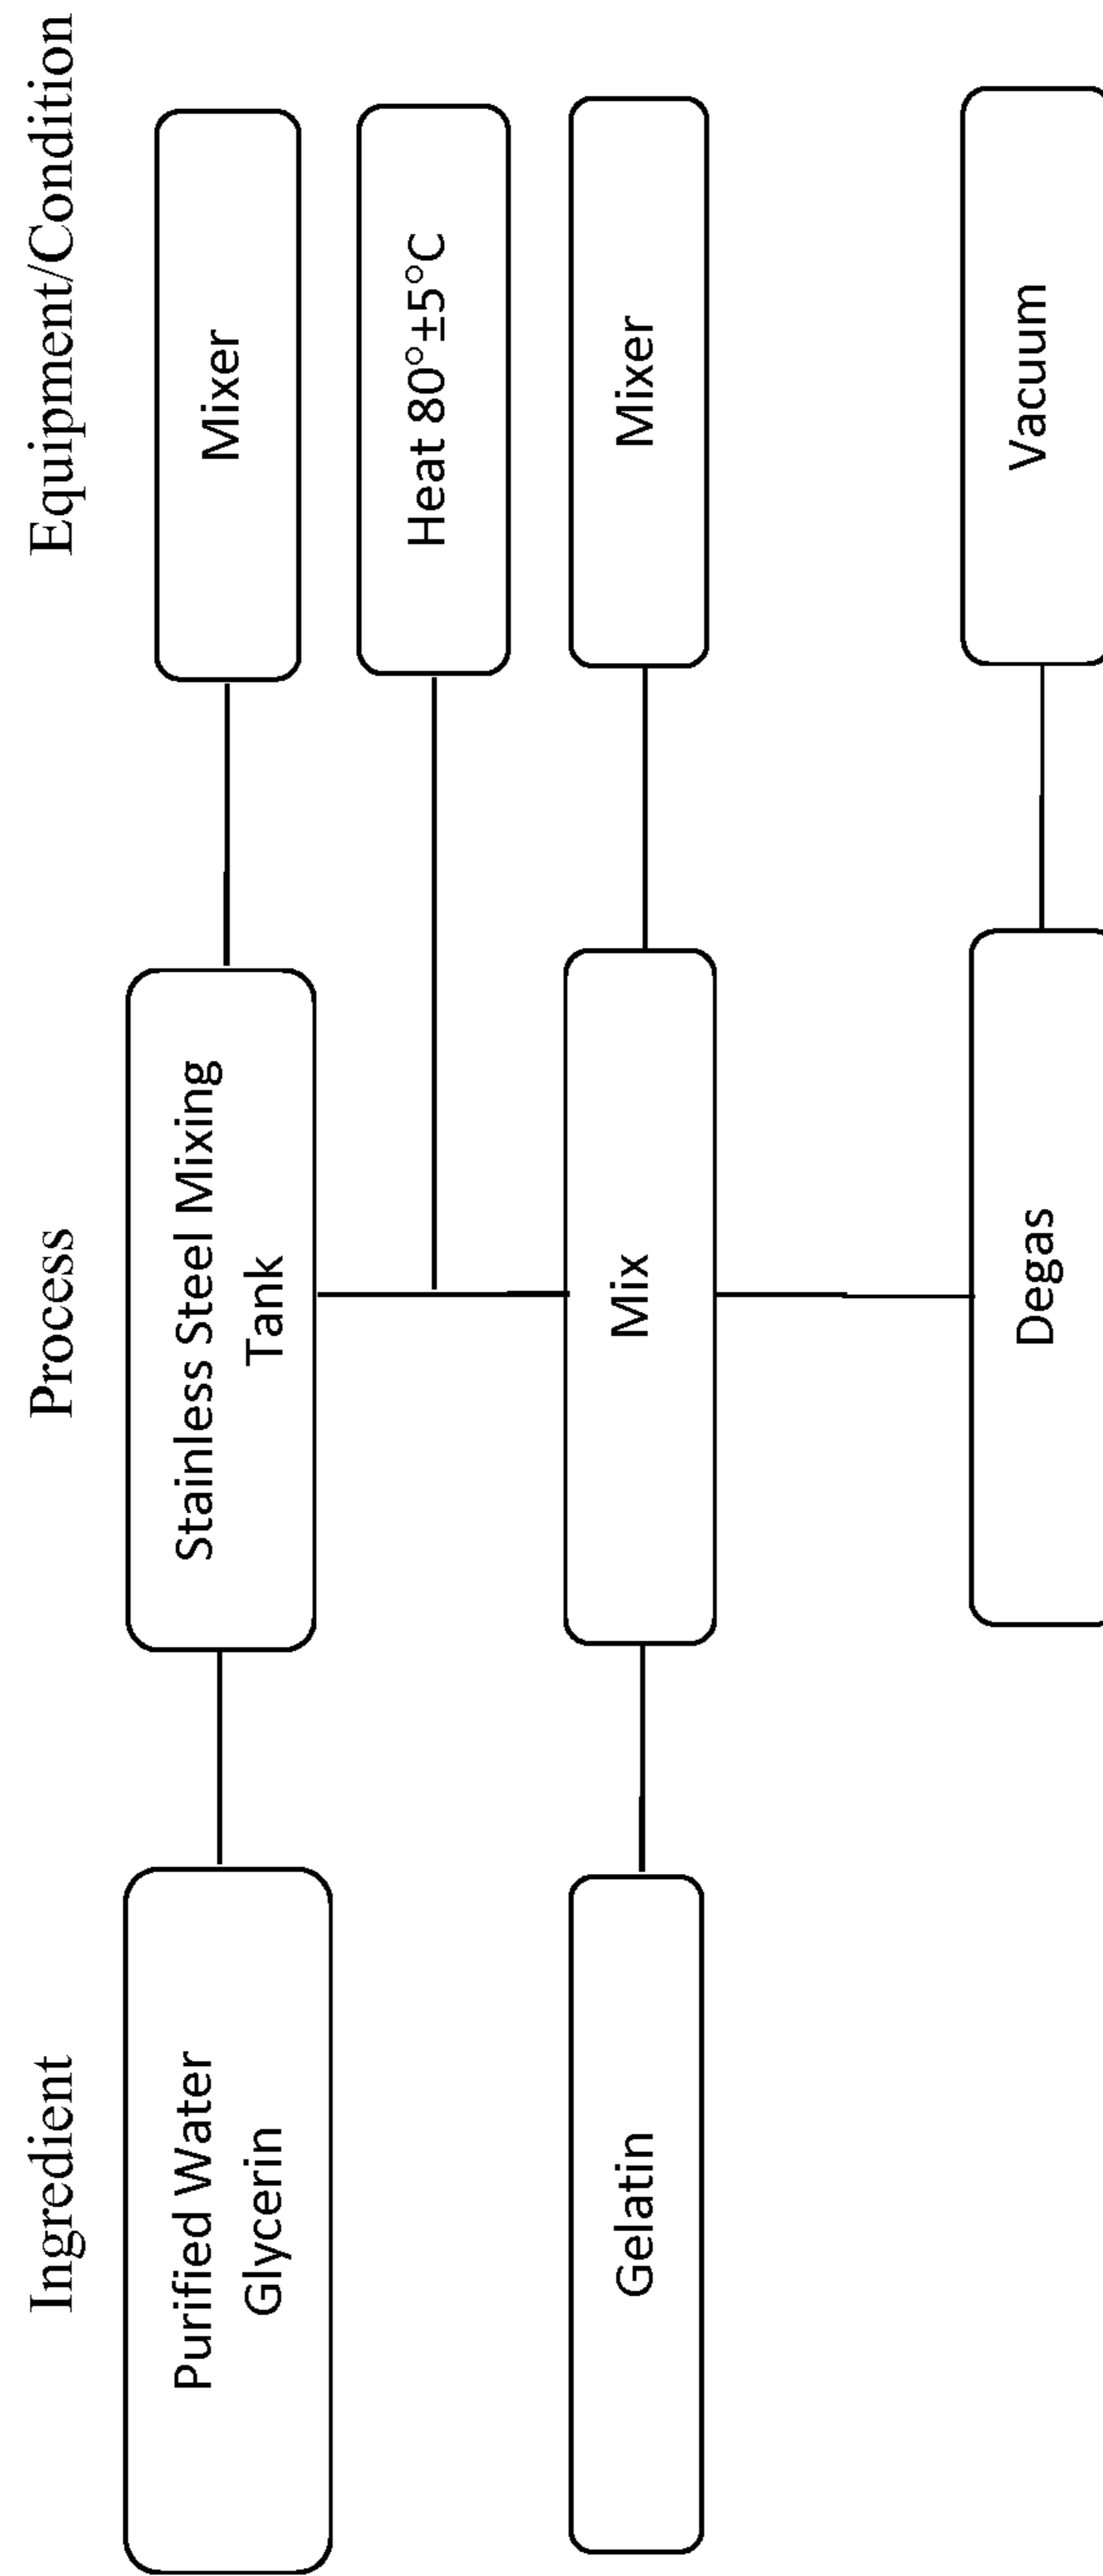 Ingredient
Process
Equipment/Condition
Purified Water
Glycerin
Stainless Steel Mixing
Tank
Mixer
Heat 80°±5°C
Gelatin
Mix
Mixer
Degas
Vacuum